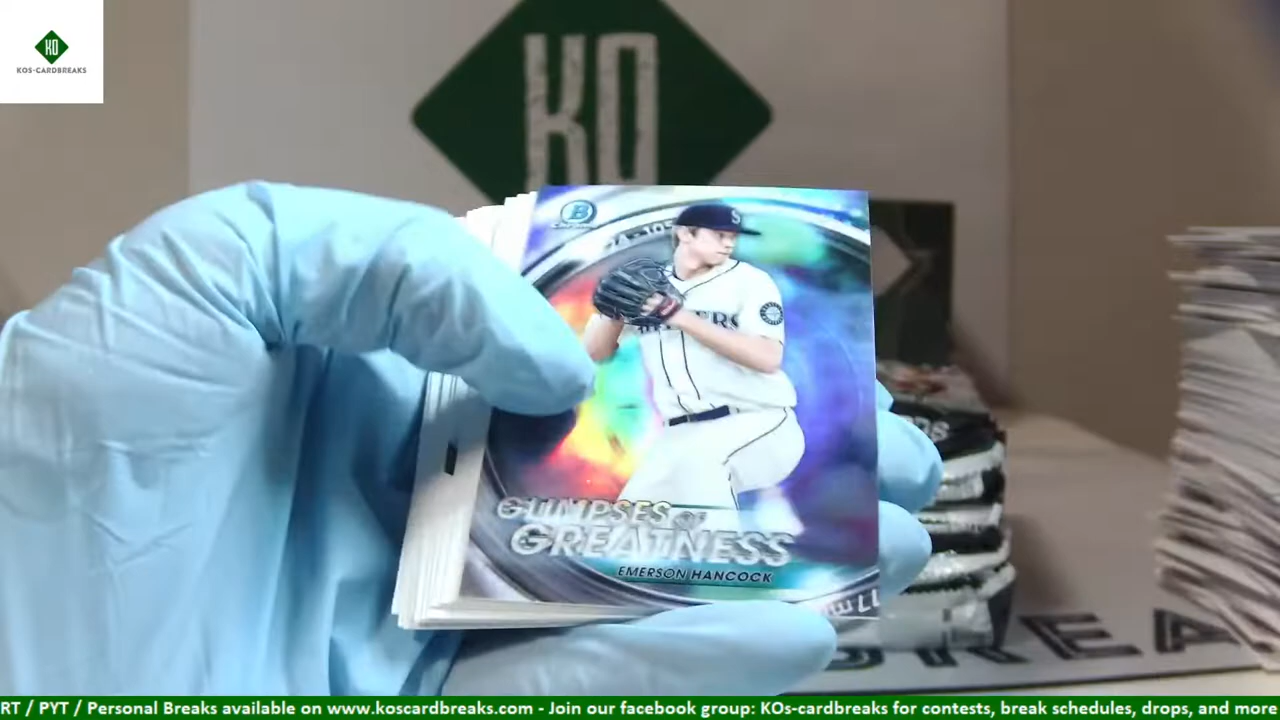 KO
KOS-CARDBREAKS
KO
B
S
GLIMPSES OF
GREATNESS
EMERSON HANCOCK
RT / PYT / Personal Breaks available on www.koscardbreaks.com - Join our facebook group: KOs-cardbreaks for contests, break schedules, drops, and more